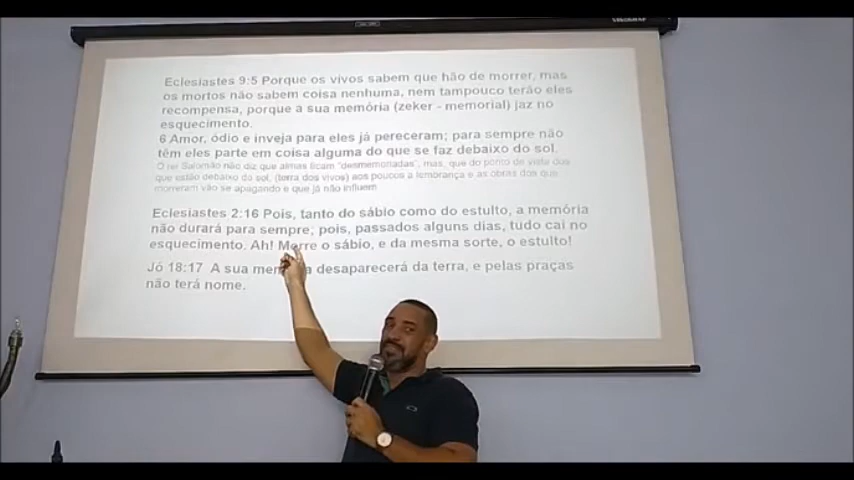 Eclesiastes 9:5 Porque os vivos sabem que hão de morrer, mas
os mortos não sabem coisa nenhuma, nem tampouco terão eles
recompensa, porque a sua memória (zeker - memorial) jaz no
esquecimento.
6 Amor, ódio e inveja para eles já pereceram; para sempre não
têm eles parte em coisa alguma do que se faz debaixo do sol.
O rei Salomão não diz que almas ficam "desmemoriadas", mas, que do ponto de vista dos
que estão debaixo do sol, (terra dos vivos) aos poucos a lembrança e as obras dos que
morreram vão se apagando e que já não influem
Eclesiastes 2:16 Pois, tanto do sábio como do estulto, a memória
não durará para sempre; pois, passados alguns dias, tudo cai no
esquecimento. Ah! Morre o sábio, e da mesma sorte, o estulto!
Jó 18:17 A sua desaparecerá da terra, e pelas praças
não terá nome.